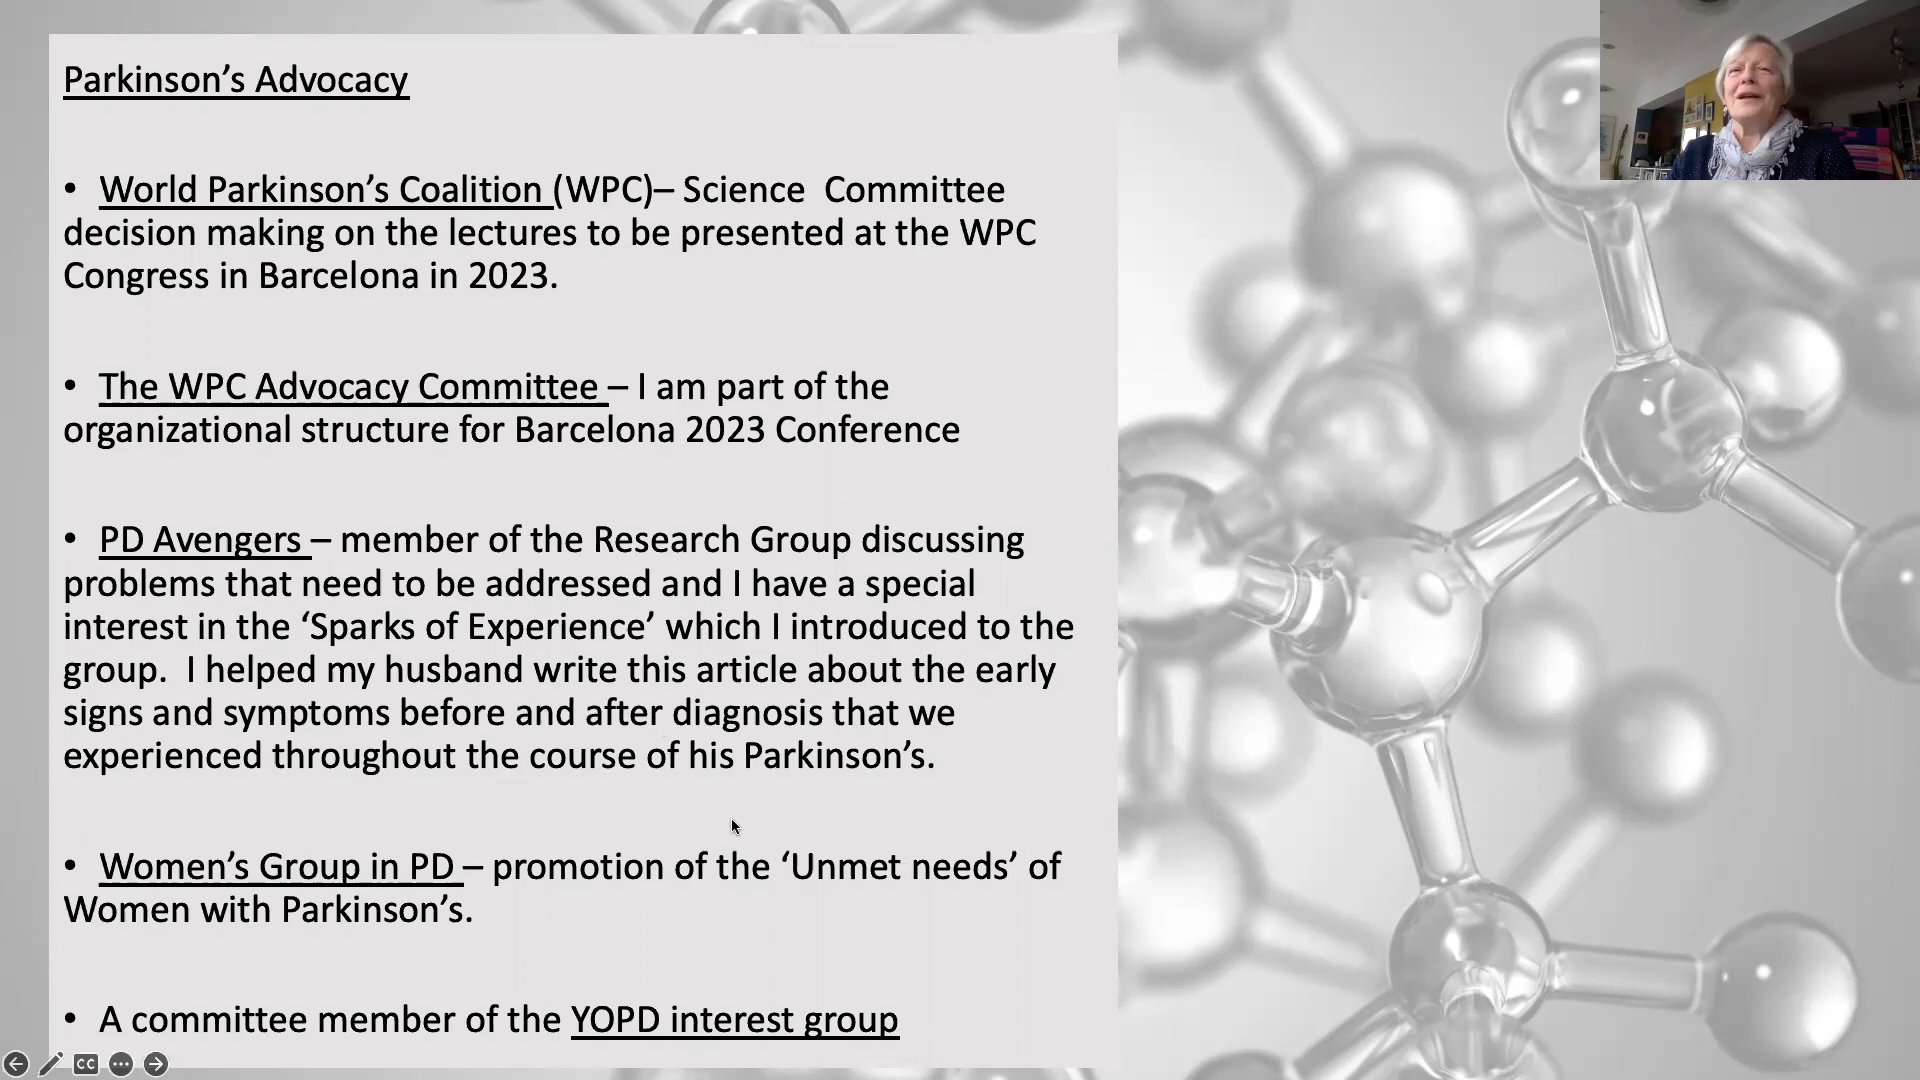 Parkinson’s Advocacy
• World Parkinson’s Coalition (WPC)– Science  Committee
decision making on the lectures to be presented at the WPC
Congress in Barcelona in 2023.
• The WPC Advocacy Committee – I am part of the
organizational structure for Barcelona 2023 Conference
• PD Avengers – member of the Research Group discussing
problems that need to be addressed and I have a special
interest in the ‘Sparks of Experience’ which I introduced to the
group.  I helped my husband write this article about the early
signs and symptoms before and after diagnosis that we
experienced throughout the course of his Parkinson’s.
• Women’s Group in PD – promotion of the ‘Unmet needs’ of
Women with Parkinson’s.
• A committee member of the YOPD interest group
CC